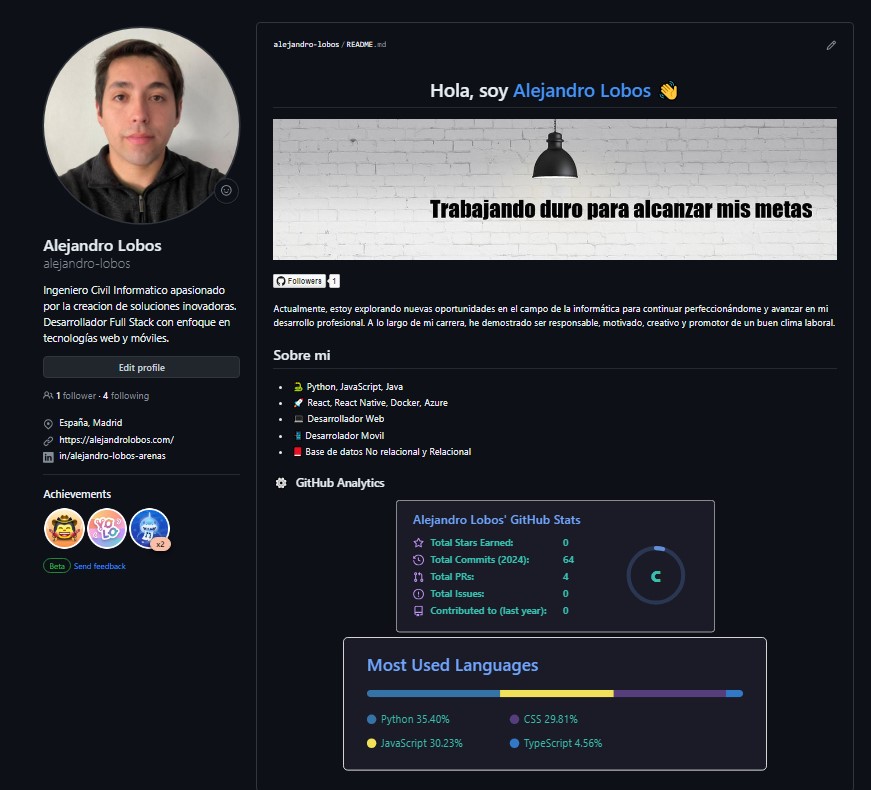 alejandro-lobos / README.md
Hola, soy Alejandro Lobos 👋
Trabajando duro para alcanzar mis metas
Followers 1
Actualmente, estoy explorando nuevas oportunidades en el campo de la informática para continuar perfeccionándome y avanzar en mi
desarrollo profesional. A lo largo de mi carrera, he demostrado ser responsable, motivado, creativo y promotor de un buen clima laboral.
Sobre mi
Python, JavaScript, Java
React, React Native, Docker, Azure
Desarrollador Web
Desarolador Movil
Base de datos No relacional y Relacional
GitHub Analytics
Alejandro Lobos' GitHub Stats
Total Stars Earned: 0
Total Commits (2024): 64
Total PRs: 4
Total Issues: 0
Contributed to (last year): 0
C
Most Used Languages
Python 35.40%
CSS 29.81%
JavaScript 30.23%
TypeScript 4.56%
Alejandro Lobos
alejandro-lobos
Ingeniero Civil Informatico apasionado
por la creacion de soluciones inovadoras.
Desarrollador Full Stack con enfoque en
tecnologías web y móviles.
Edit profile
1 follower · 4 following
España, Madrid
https://alejandrolobos.com/
in/alejandro-lobos-arenas
Achievements
YOLO
x2
Beta Send feedback